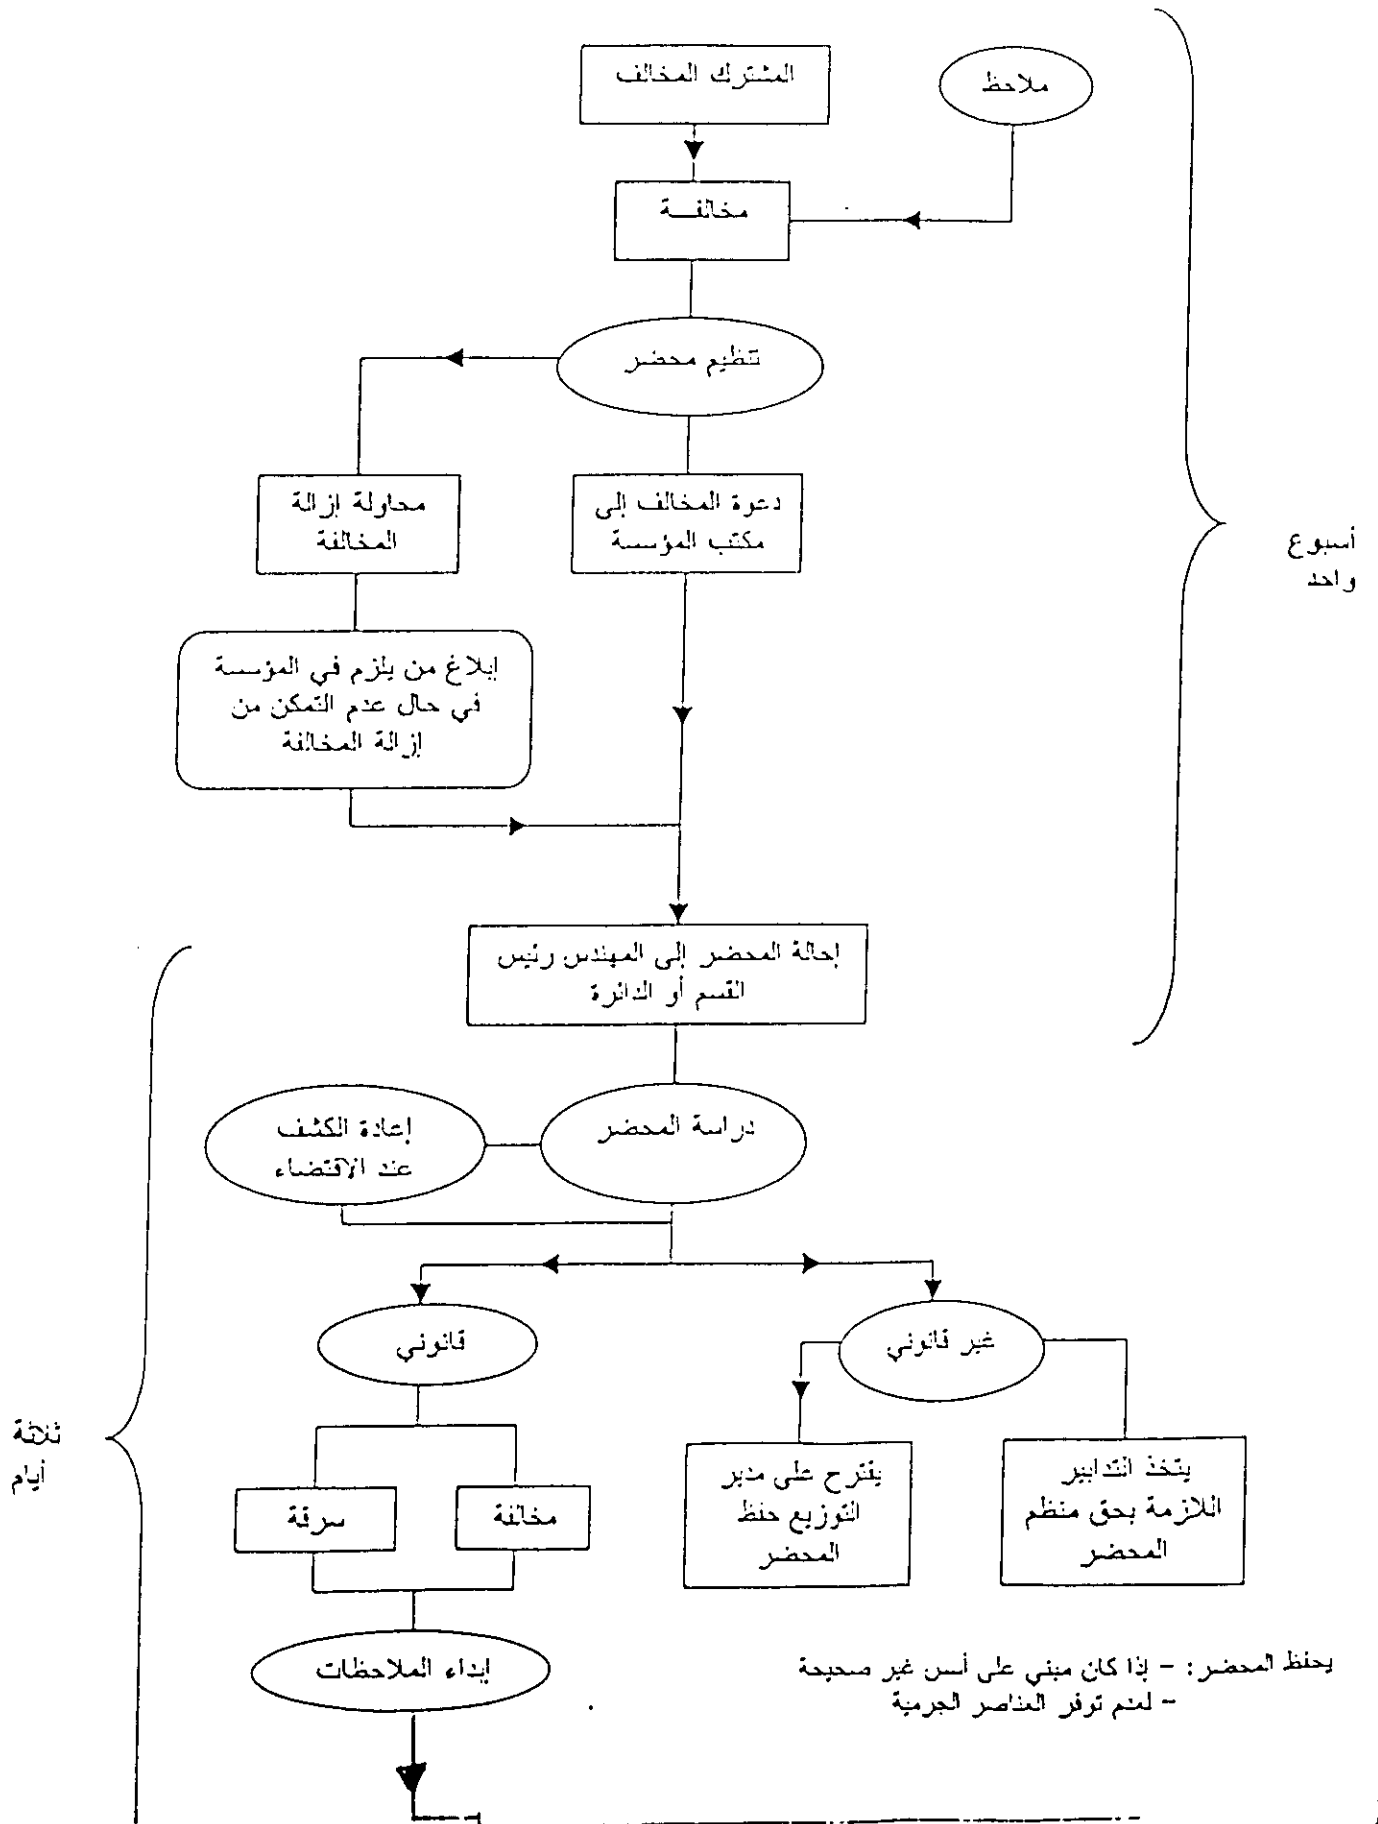 المشترك المخالف
ملاحظ
مخالفــة
تنظيم محضر
دعوة المخالف إلى
مكتب المؤسسة
محاولة إزالة
المخالفة
أسبوع
واحد
إبلاغ من يلزم في المؤسسة
في حال عدم التمكن من
إزالة المخالفة
إحالة المحضر إلى المهندس رئيس
القسم أو الدائرة
دراسة المحضر
إعادة الكشف
عند الاقتضاء
غير قانوني
قانوني
ثلاثة
أيام
يتخذ التدابير
اللازمة بحق منظم
المحضر
يقترح على مدير
التوزيع حفظ
المحضر
مخالفة
سرقة
إبداء الملاحظات
يحفظ المحضر: - إذا كان مبني على أسس غير صحيحة
- لعدم توفر العناصر الجرمية